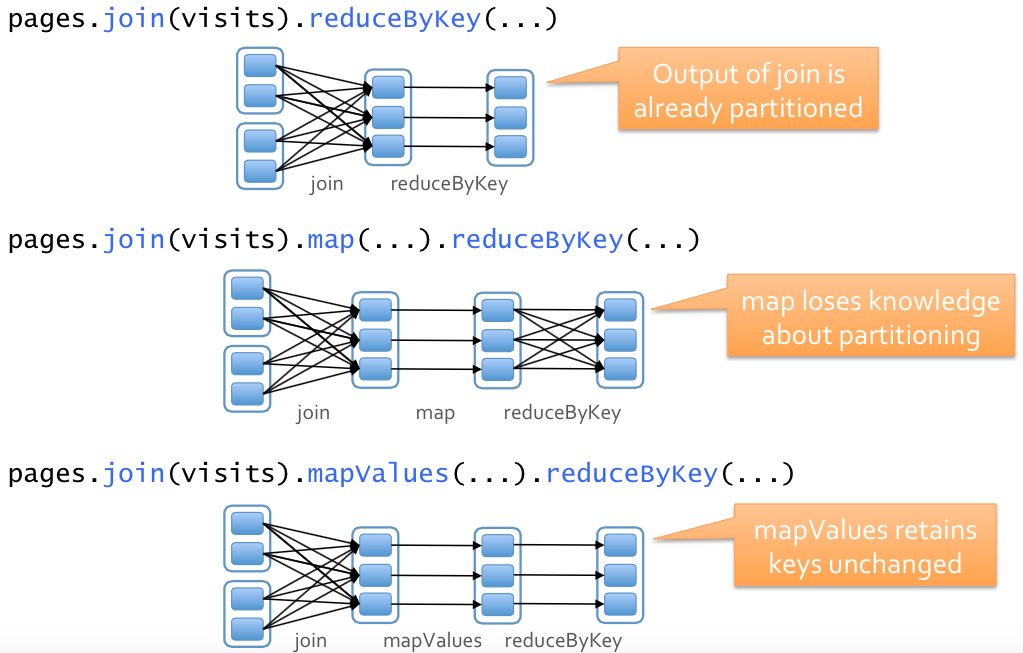 pages.join(visits).reduceByKey(...)
Output of join is
already partitioned
join
reduceByKey
pages.join(visits).map(...).reduceByKey(...)
map loses knowledge
about partitioning
join
map
reduceByKey
pages.join(visits).mapValues(...).reduceByKey(...)
mapValues retains
keys unchanged
join
mapValues
reduceByKey